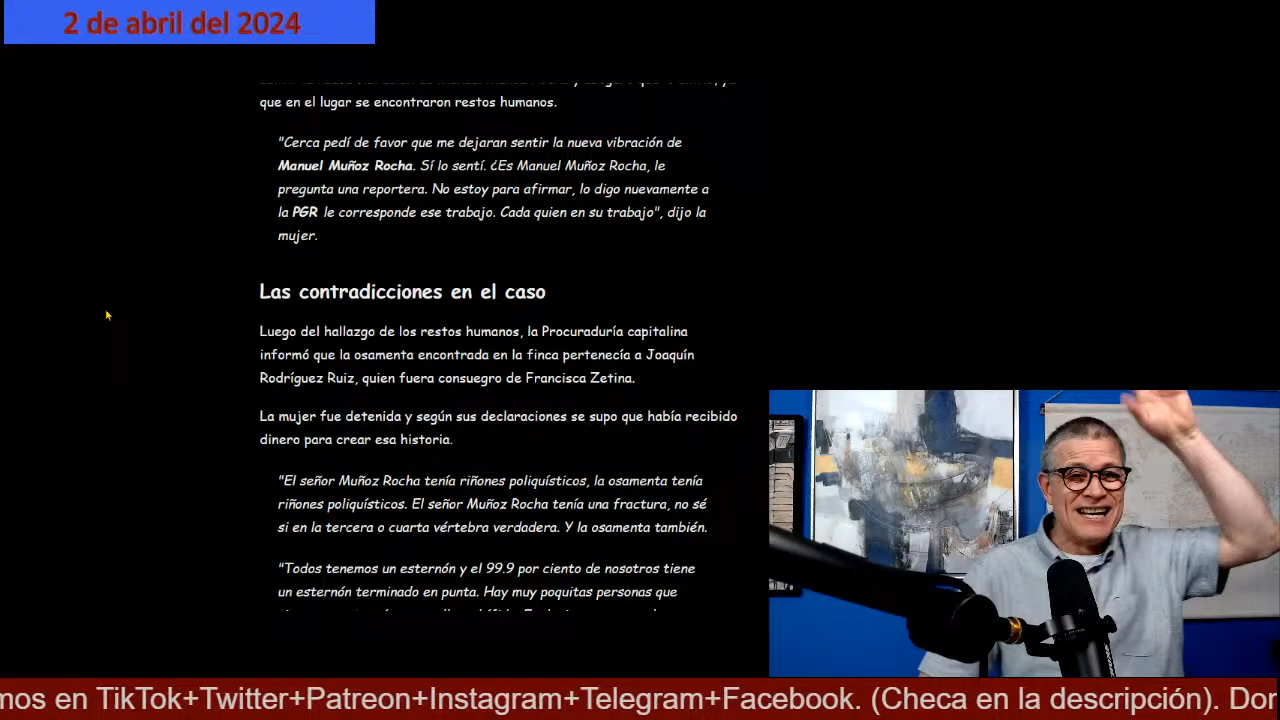 2 de abril del 2024
que en el lugar se encontraron restos humanos.
"Cerca pedí de favor que me dejaran sentir la nueva vibración de
Manuel Muñoz Rocha. Sí lo sentí. ¿Es Manuel Muñoz Rocha, le
pregunta una reportera. No estoy para afirmar, lo digo nuevamente a
la PGR le corresponde ese trabajo. Cada quien en su trabajo", dijo la
mujer.
Las contradicciones en el caso
Luego del hallazgo de los restos humanos, la Procuraduría capitalina
informó que la osamenta encontrada en la finca pertenecía a Joaquín
Rodríguez Ruiz, quien fuera consuegro de Francisca Zetina.
La mujer fue detenida y según sus declaraciones se supo que había recibido
dinero para crear esa historia.
"El señor Muñoz Rocha tenía riñones poliquísticos, la osamenta tenía
riñones poliquísticos. El señor Muñoz Rocha tenía una fractura, no sé
si en la tercera o cuarta vértebra verdadera. Y la osamenta también.
"Todos tenemos un esternón y el 99.9 por ciento de nosotros tiene
un esternón terminado en punta. Hay muy poquitas personas que
mos en TikTok+Twitter+Patreon+Instagram+Telegram+Facebook. (Checa en la descripción). Dor